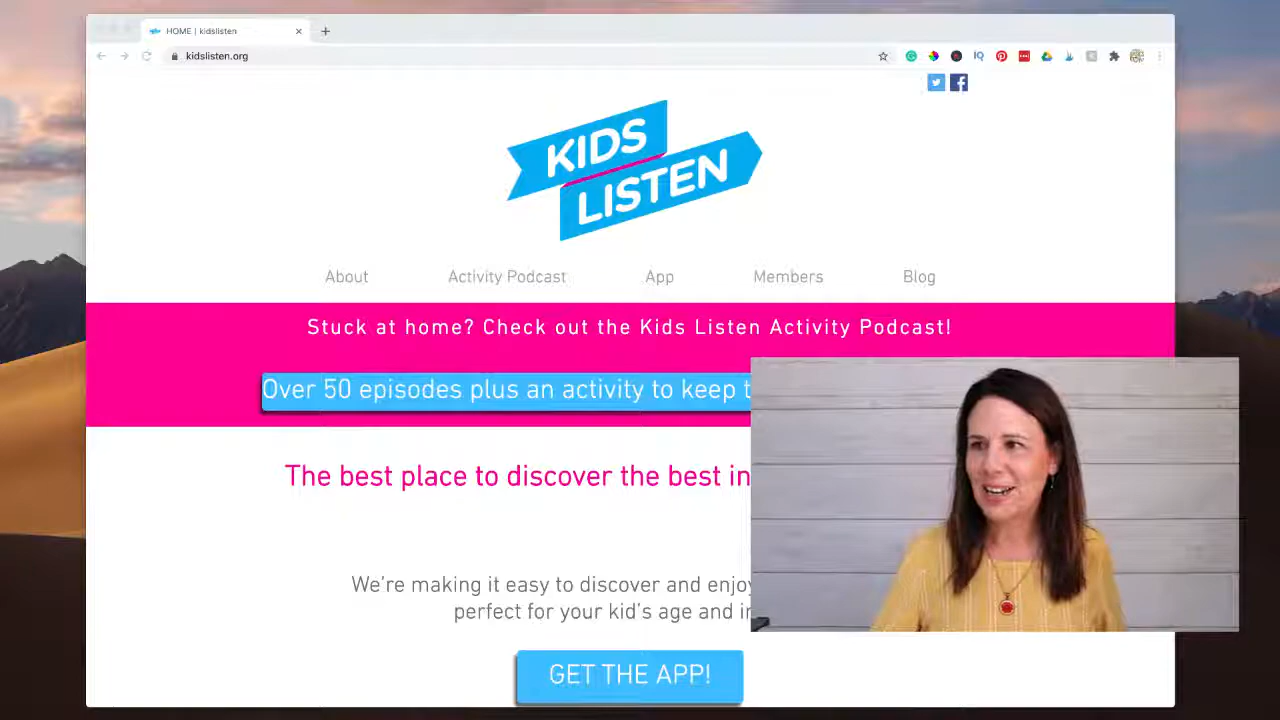 HOME | kidslisten
kidslisten.org
IQ
KIDS
LISTEN
About Activity Podcast App Members Blog
Stuck at home? Check out the Kids Listen Activity Podcast!
Over 50 episodes plus an activity to keep
The best place to discover the best
We're making it easy to discover and enjoy
perfect for your kid's age and
GET THE APP!